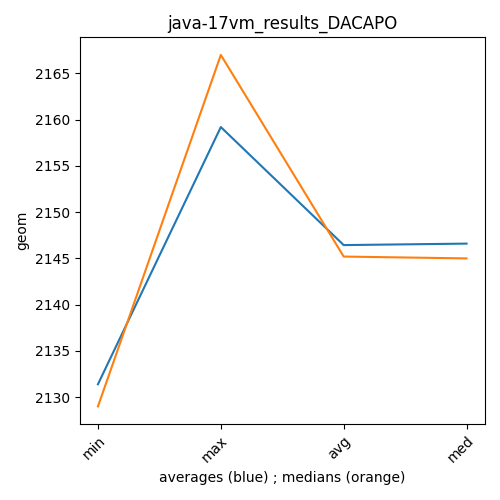 java-17vm_results_DACAPO
geom
2165
2160
2155
2150
2145
2140
2135
2130
min
max
avg
med
averages (blue) ; medians (orange)